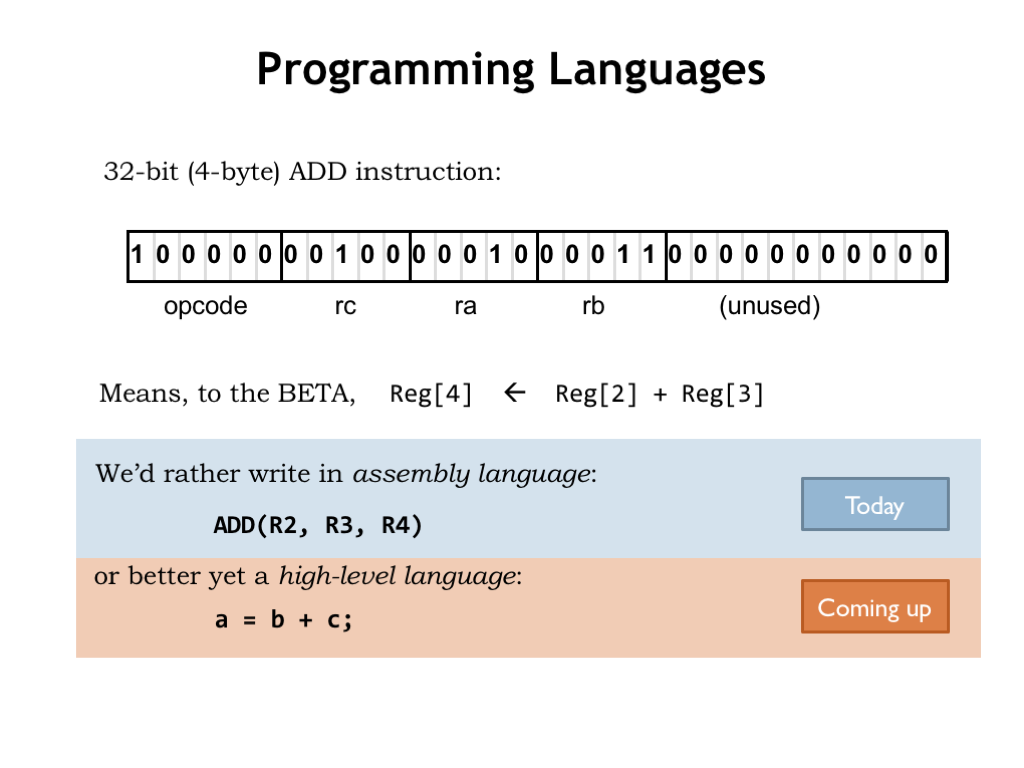 Programming Languages
32-bit (4-byte) ADD instruction:
1 0 0 0 0 0 0 0 1 0 0 0 0 0 1 0 0 0 0 1 1 0 0 0 0 0 0 0 0 0 0 0
opcode rc ra rb (unused)
Means, to the BETA, Reg[4] ← Reg[2] + Reg[3]
We’d rather write in assembly language:
Today
ADD(R2, R3, R4)
or better yet a high-level language:
Coming up
a = b + c;